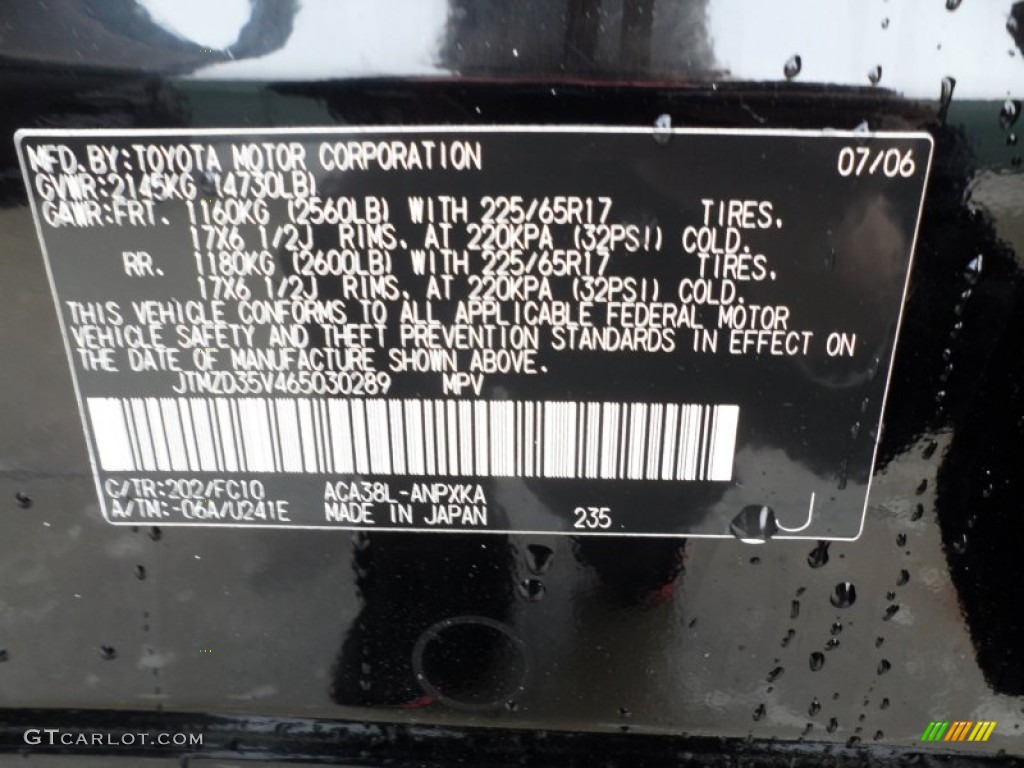 MFD.BY:TOYOTA MOTOR CORPORATION 07/06
GVWR:2145KG (4730LB)
GAWR:FRT. 1160KG (2560LB) WITH 225/65R17 TIRES.
17X6 1/2J RIMS. AT 220KPA (32PSI) COLD.
RR. 1180KG (2600LB) WITH 225/65R17 TIRES.
17X6 1/2J RIMS. AT 220KPA (32PSI) COLD.
THIS VEHICLE CONFORMS TO ALL APPLICABLE FEDERAL MOTOR
VEHICLE SAFETY AND THEFT PREVENTION STANDARDS IN EFFECT ON
THE DATE OF MANUFACTURE SHOWN ABOVE.
JTMZD35V465030289 MPV
C/TR:202/FC10 ACA38L-ANPXKA
A/TM:-06A/U241E MADE IN JAPAN 235 J
GTCARLOT.COM